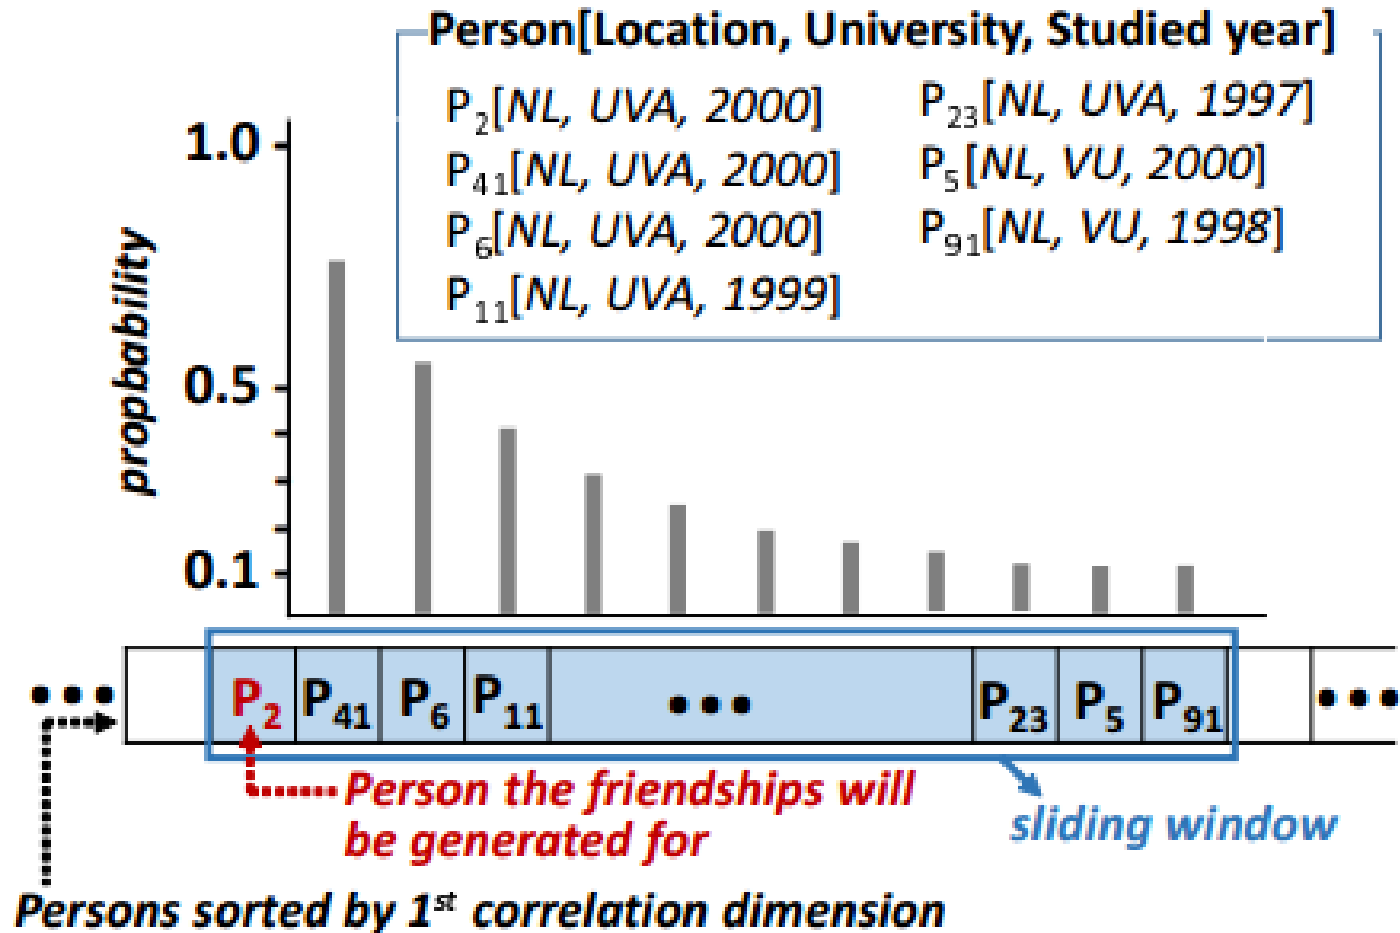 Person[Location, University, Studied year]
P2[NL, UVA, 2000]
P41[NL, UVA, 2000]
P6[NL, UVA, 2000]
P11[NL, UVA, 1999]
P23[NL, UVA, 1997]
P5[NL, VU, 2000]
P91[NL, VU, 1998]
1.0
0.5
0.1
propbability
••• P2 P41 P6 P11 ••• P23 P5 P91 •••
Person the friendships will
be generated for
sliding window
Persons sorted by 1st correlation dimension